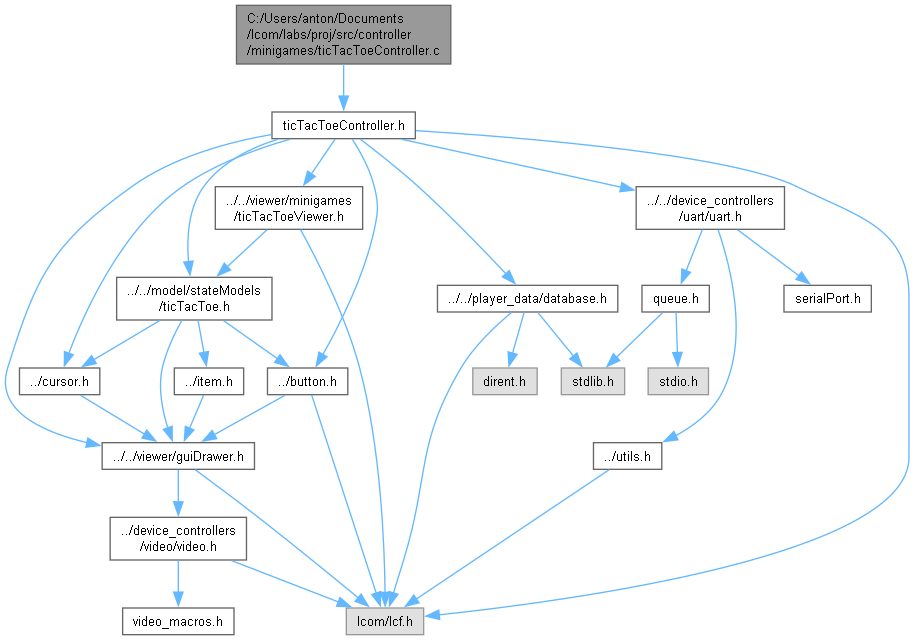 C:/Users/anton/Documents
/lcom/labs/proj/src/controller
/minigames/ticTacToeController.c
ticTacToeController.h
../../viewer/minigames
/ticTacToeViewer.h
../../device_controllers
/uart/uart.h
../../model/stateModels
/ticTacToe.h
../../player_data/database.h
queue.h
serialPort.h
../cursor.h
../item.h
../button.h
dirent.h
stdlib.h
stdio.h
../../viewer/guiDrawer.h
../utils.h
../device_controllers
/video/video.h
video_macros.h
lcom/lcf.h